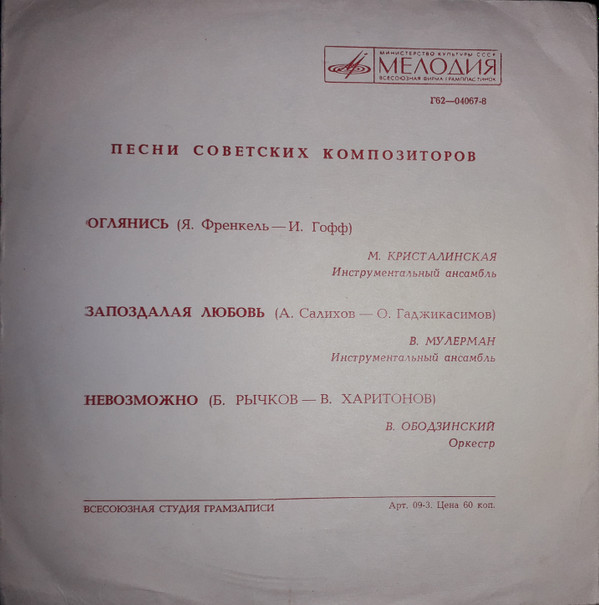 МИНИСТЕРСТВО КУЛЬТУРЫ СССР
МЕЛОДИЯ
ВСЕСОЮЗНАЯ ФИРМА ГРАМПЛАСТИНОК
Г62—04067-8
ПЕСНИ СОВЕТСКИХ КОМПОЗИТОРОВ
ОГЛЯНИСЬ (Я. Френкель — И. Гофф)
М. КРИСТАЛИНСКАЯ
Инструментальный ансамбль
ЗАПОЗДАЛАЯ ЛЮБОВЬ (А. Салихов — О. Гаджикасимов)
В. МУЛЕРМАН
Инструментальный ансамбль
НЕВОЗМОЖНО (Б. РЫЧКОВ — В. ХАРИТОНОВ)
В. ОБОДЗИНСКИЙ
Оркестр
ВСЕСОЮЗНАЯ СТУДИЯ ГРАМЗАПИСИ Арт. 09-3. Цена 60 коп.